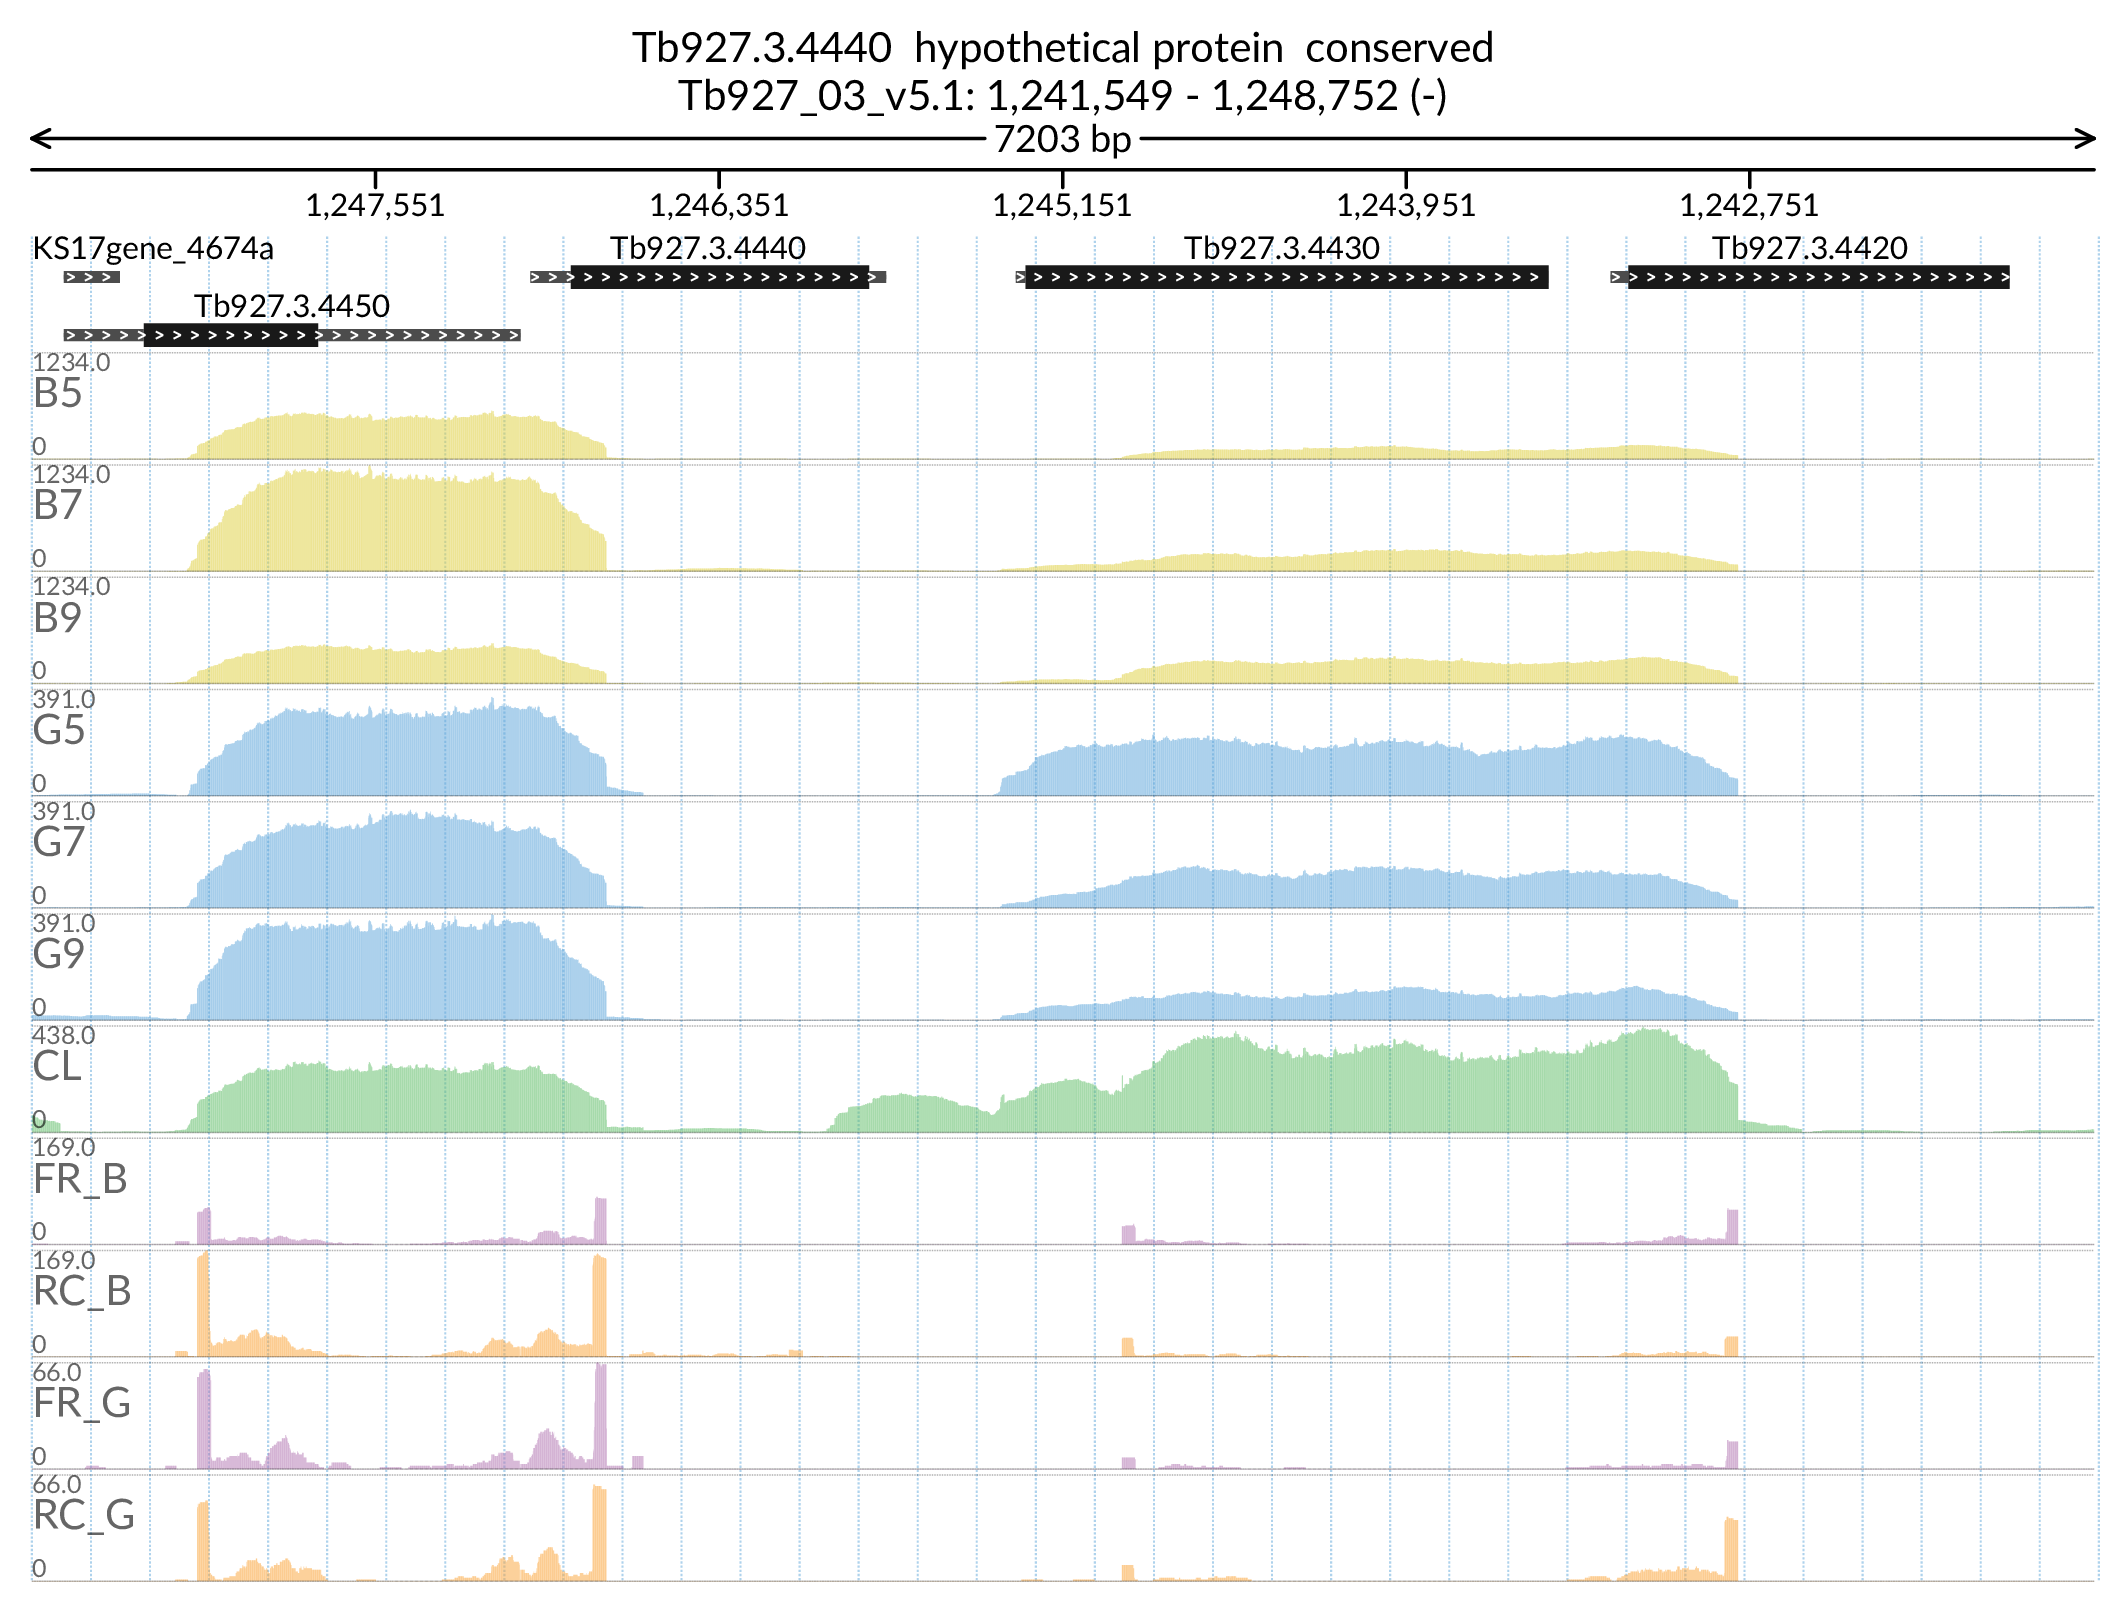 Tb927.3.4440  hypothetical protein  conserved
Tb927_03_v5.1: 1,241,549 - 1,248,752 (-)
7203 bp
1,247,551 1,246,351 1,245,151 1,243,951 1,242,751
KS17gene_4674a Tb927.3.4440 Tb927.3.4430 Tb927.3.4420
Tb927.3.4450
1234.0
B5
0
1234.0
B7
0
1234.0
B9
0
391.0
G5
0
391.0
G7
0
391.0
G9
0
438.0
CL
0
169.0
FR_B
0
169.0
RC_B
0
66.0
FR_G
0
66.0
RC_G
0